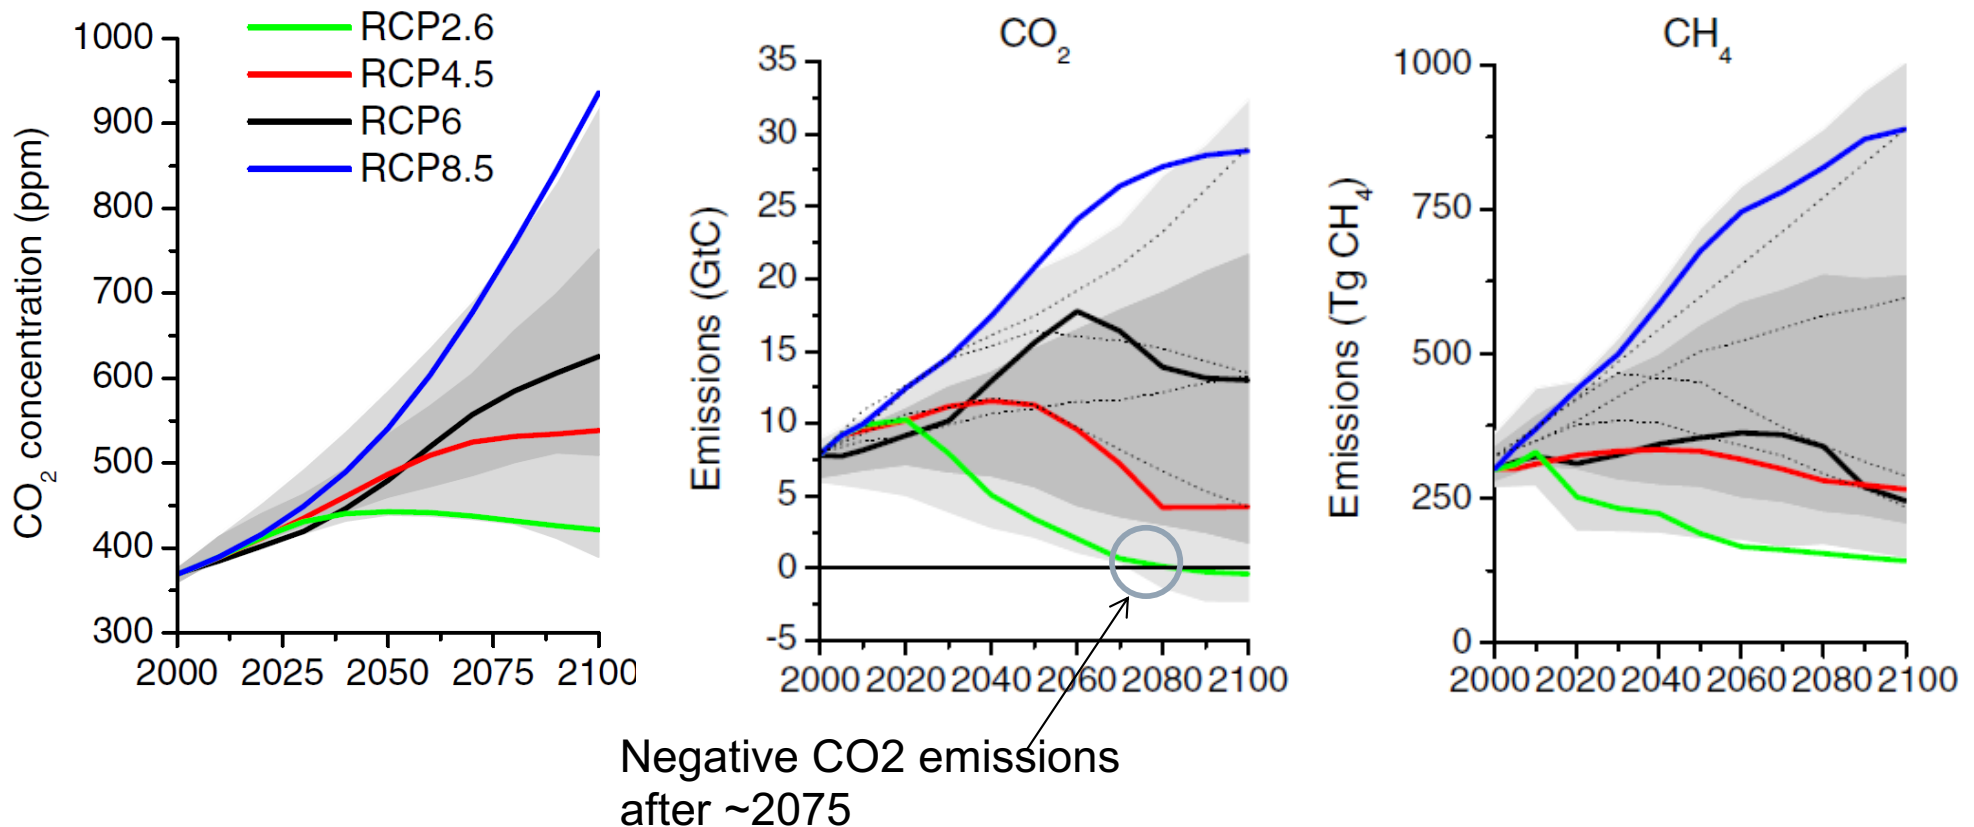 RCP2.6
RCP4.5
RCP6
RCP8.5
CO2 concentration (ppm)
1000
900
800
700
600
500
400
300
2000 2025 2050 2075 2100
CO2
Emissions (GtC)
35
30
25
20
15
10
5
0
-5
2000 2020 2040 2060 2080 2100
CH4
Emissions (Tg CH4)
1000
750
500
250
0
2000 2020 2040 2060 2080 2100
Negative CO2 emissions
after ~2075